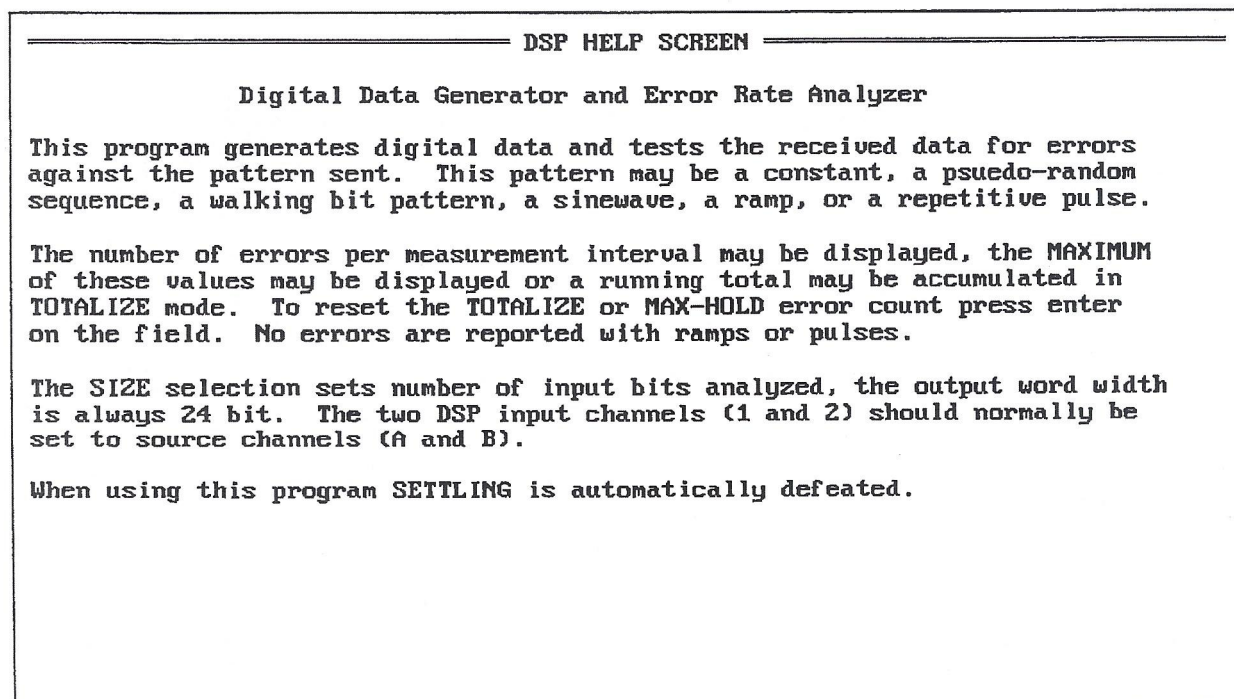 DSP HELP SCREEN
Digital Data Generator and Error Rate Analyzer
This program generates digital data and tests the received data for errors
against the pattern sent.  This pattern may be a constant, a psuedo-random
sequence, a walking bit pattern, a sinewave, a ramp, or a repetitive pulse.
The number of errors per measurement interval may be displayed, the MAXIMUM
of these values may be displayed or a running total may be accumulated in
TOTALIZE mode.  To reset the TOTALIZE or MAX-HOLD error count press enter
on the field.  No errors are reported with ramps or pulses.
The SIZE selection sets number of input bits analyzed, the output word width
is always 24 bit.  The two DSP input channels (1 and 2) should normally be
set to source channels (A and B).
When using this program SETTLING is automatically defeated.